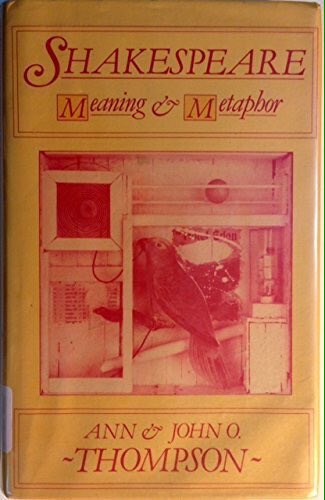 SHAKESPEARE
Meaning & Metaphor
ANN & JOHN O.
~THOMPSON~